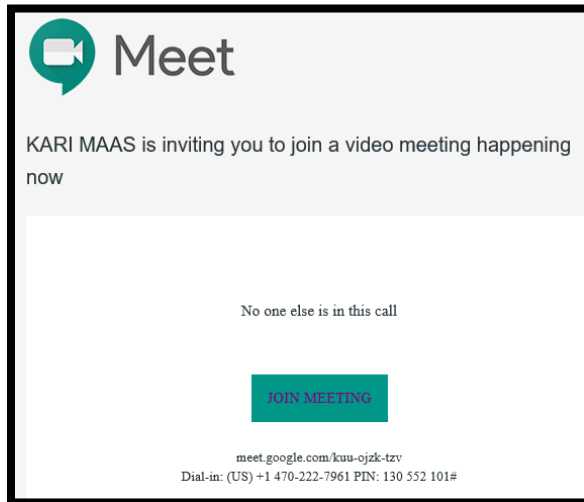 Meet
KARI MAAS is inviting you to join a video meeting happening
now
No one else is in this call
JOIN MEETING
meet.google.com/kuu-ojzk-tzv
Dial-in: (US) +1 470-222-7961 PIN: 130 552 101#